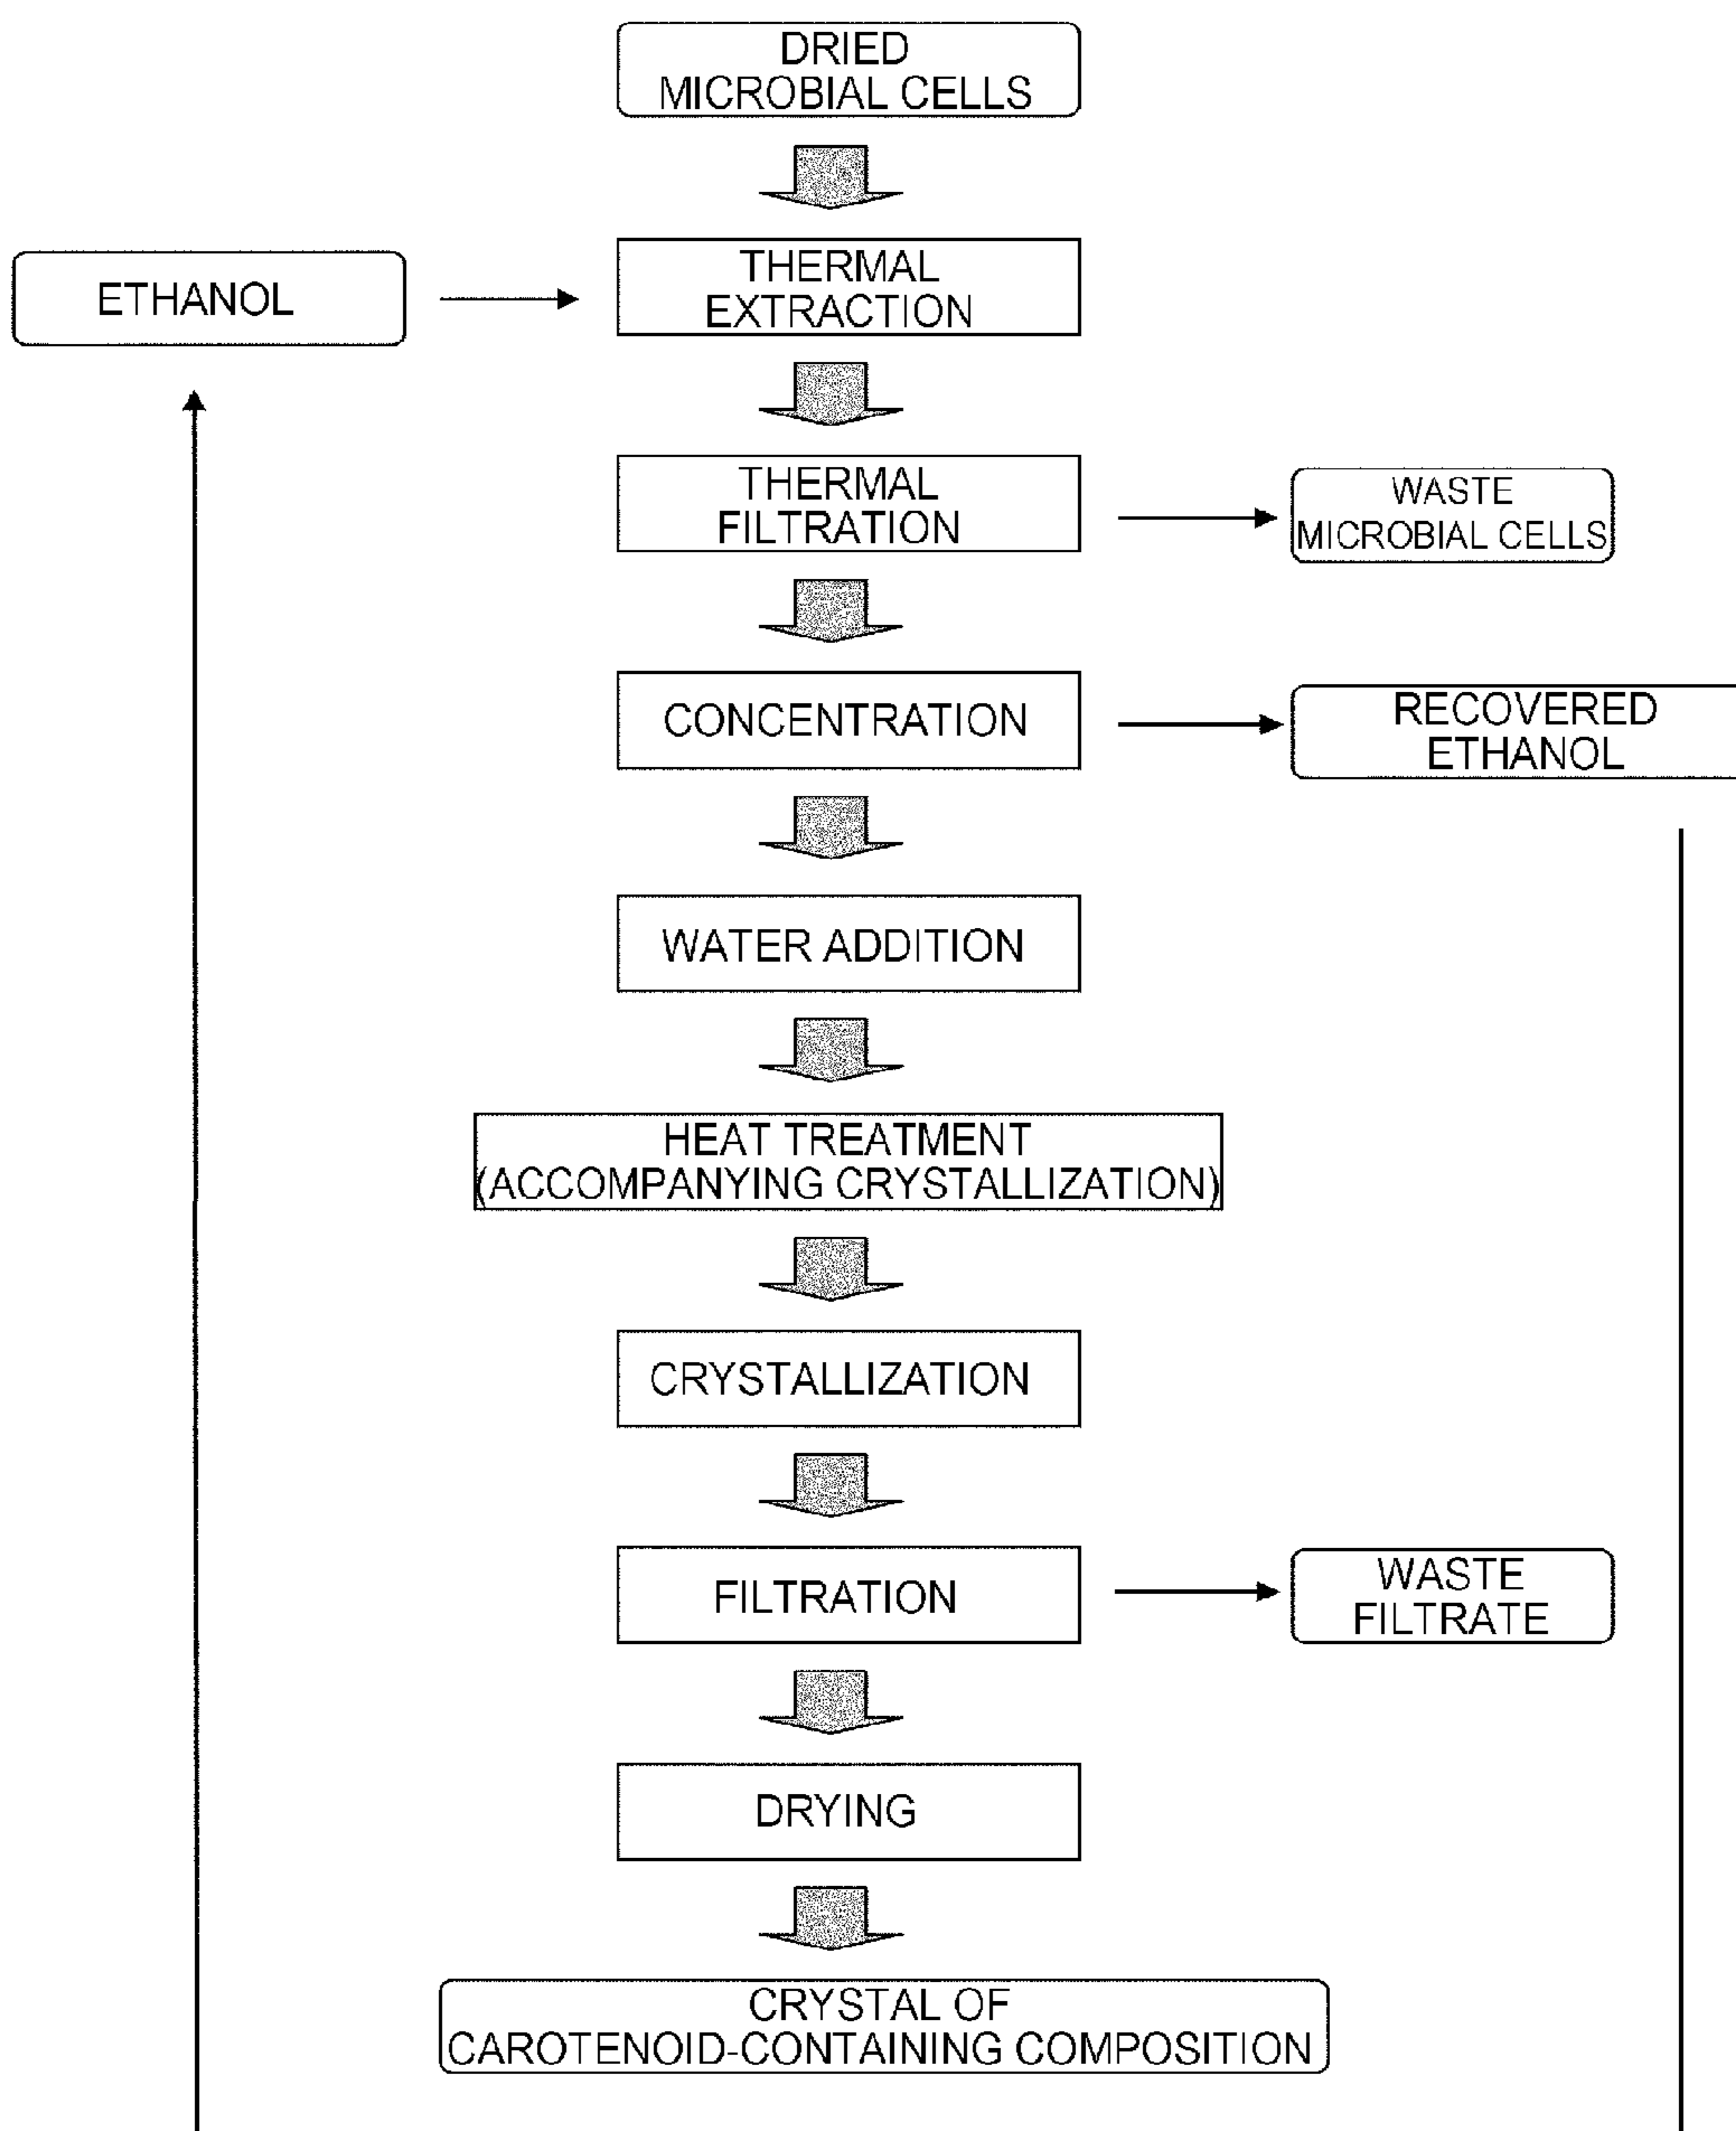 DRIED
MICROBIAL CELLS
ETHANOL
THERMAL
EXTRACTION
THERMAL
FILTRATION
WASTE
MICROBIAL CELLS
CONCENTRATION
RECOVERED
ETHANOL
WATER ADDITION
HEAT TREATMENT
(ACCOMPANYING CRYSTALLIZATION)
CRYSTALLIZATION
FILTRATION
WASTE
FILTRATE
DRYING
CRYSTAL OF
CAROTENOID-CONTAINING COMPOSITION